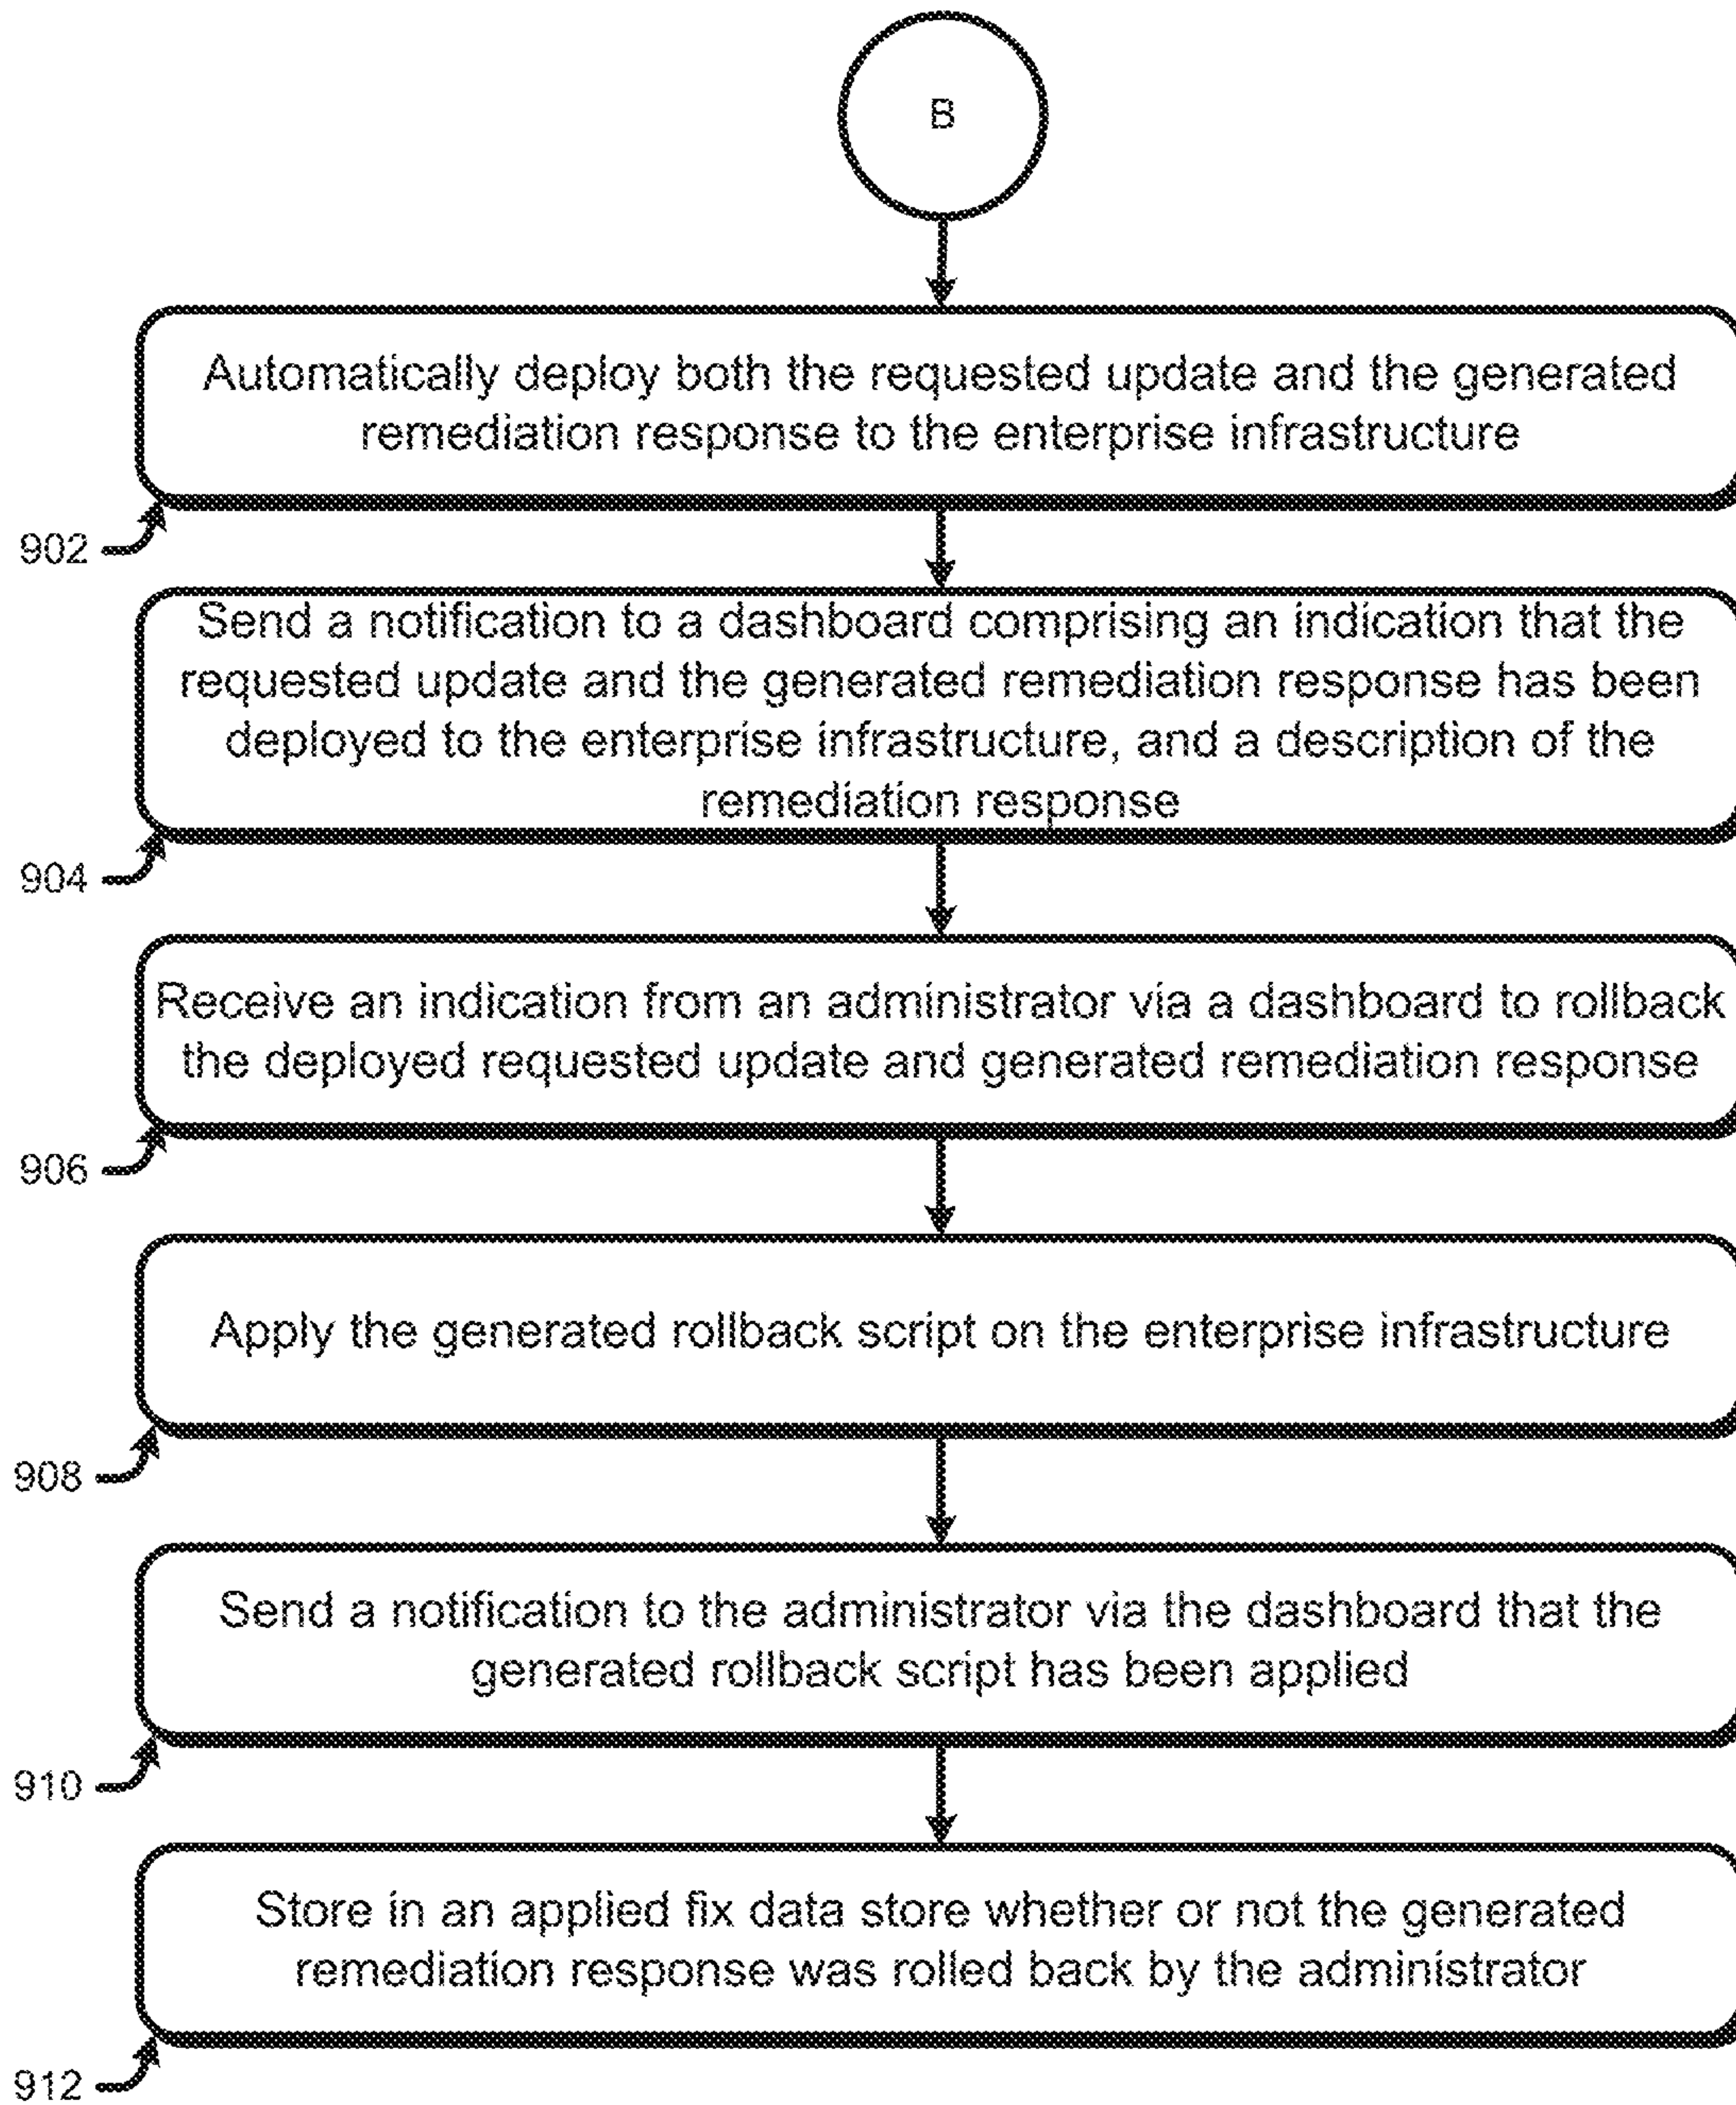 B
Automatically deploy both the requested update and the generated
remediation response to the enterprise infrastructure
902
Send a notification to a dashboard comprising an indication that the
requested update and the generated remediation response has been
deployed to the enterprise infrastructure, and a description of the
remediation response
904
Receive an indication from an administrator via a dashboard to rollback
the deployed requested update and generated remediation response
906
Apply the generated rollback script on the enterprise infrastructure
908
Send a notification to the administrator via the dashboard that the
generated rollback script has been applied
910
Store in an applied fix data store whether or not the generated
remediation response was rolled back by the administrator
912